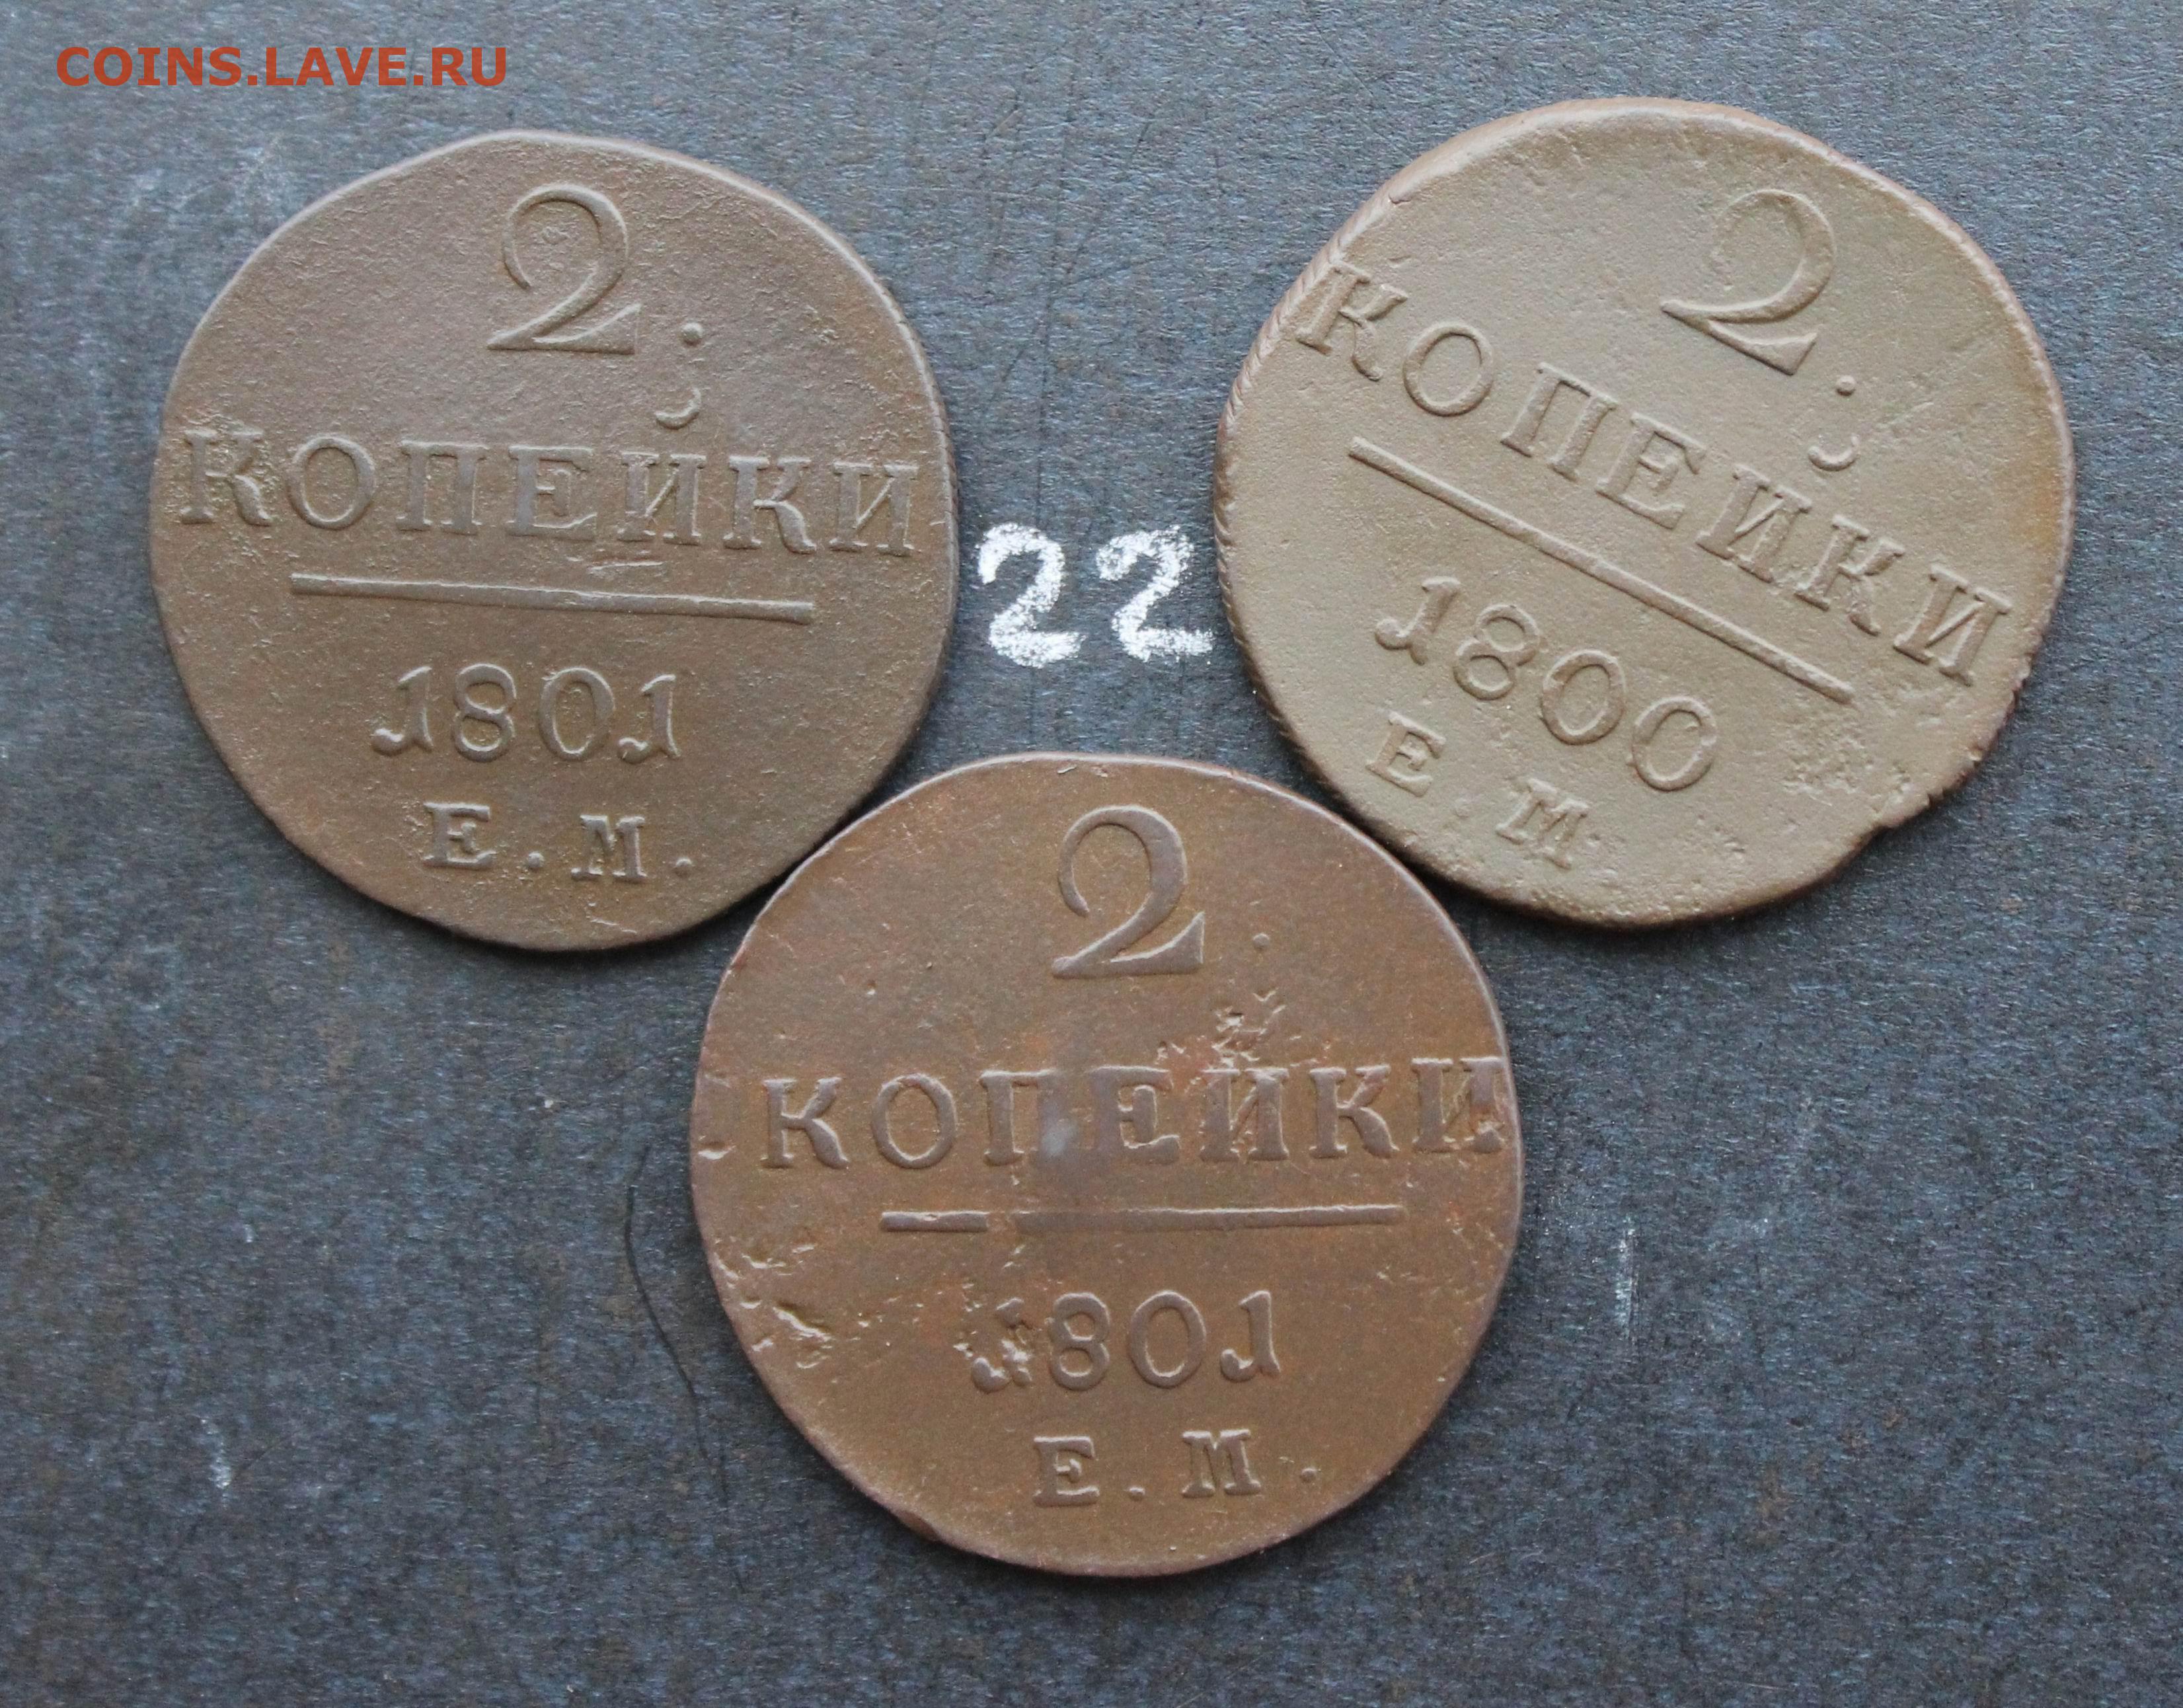 COINS.LAVE.RU
2.
КОПЕЙКИ
1801
Е.М.
2.
КОПЕЙКИ
1800
Е.М.
22
2.
КОПЕЙКИ
1801
Е.М.